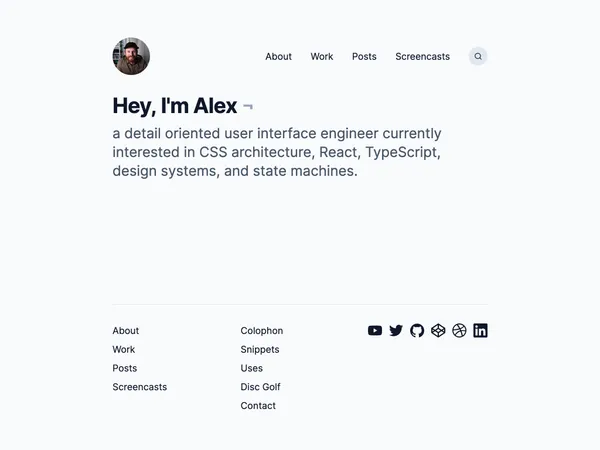 About Work Posts Screencasts
Hey, I'm Alex ¬
a detail oriented user interface engineer currently
interested in CSS architecture, React, TypeScript,
design systems, and state machines.
About
Work
Posts
Screencasts
Colophon
Snippets
Uses
Disc Golf
Contact